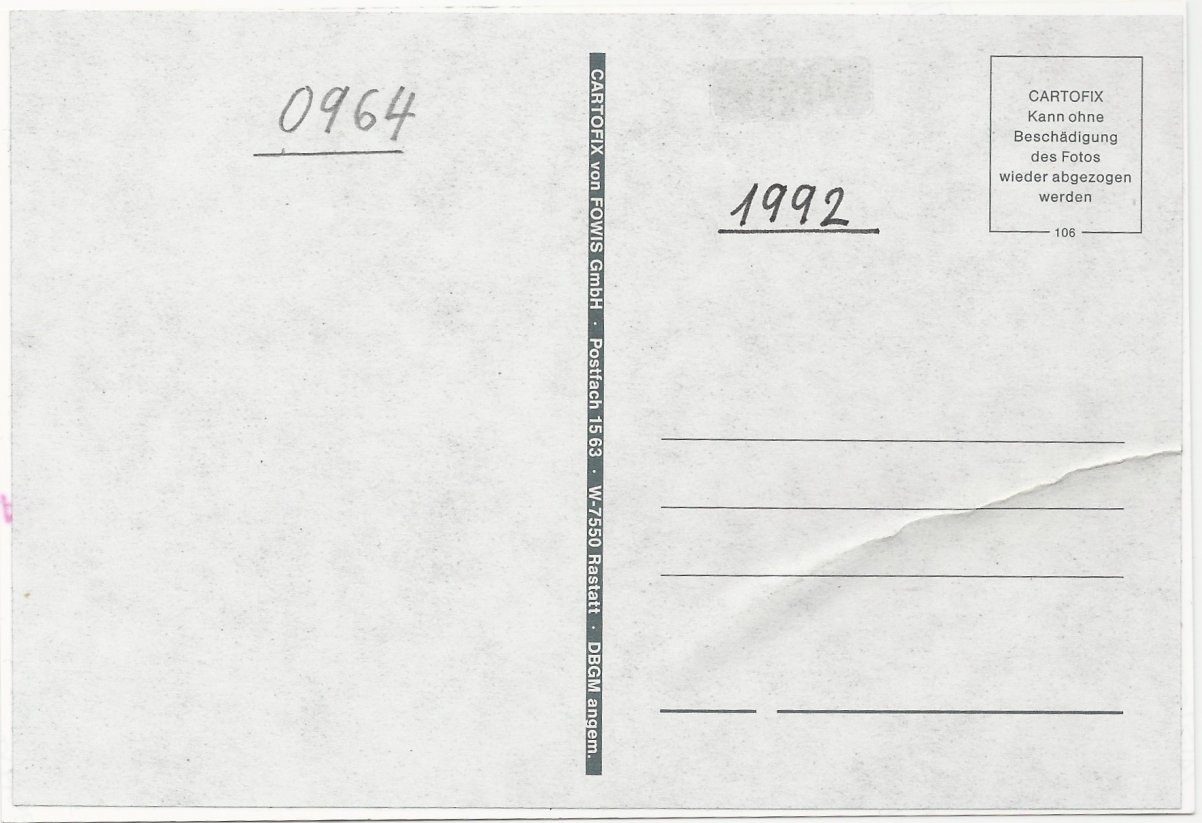 0964
CARTOFIX von FOWIS GmbH · Postfach 15 63 · W-7550 Rastatt · DBGM angem.
1992
CARTOFIX
Kann ohne
Beschädigung
des Fotos
wieder abgezogen
werden
106